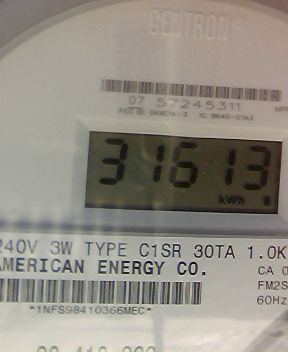 CENTRON®
07 57245311
31613
kWh
240V 3W TYPE C1SR 30TA 1.0K
AMERICAN ENERGY CO.
CA 0
FM2S
60Hz
*1NFS98410366MEC*